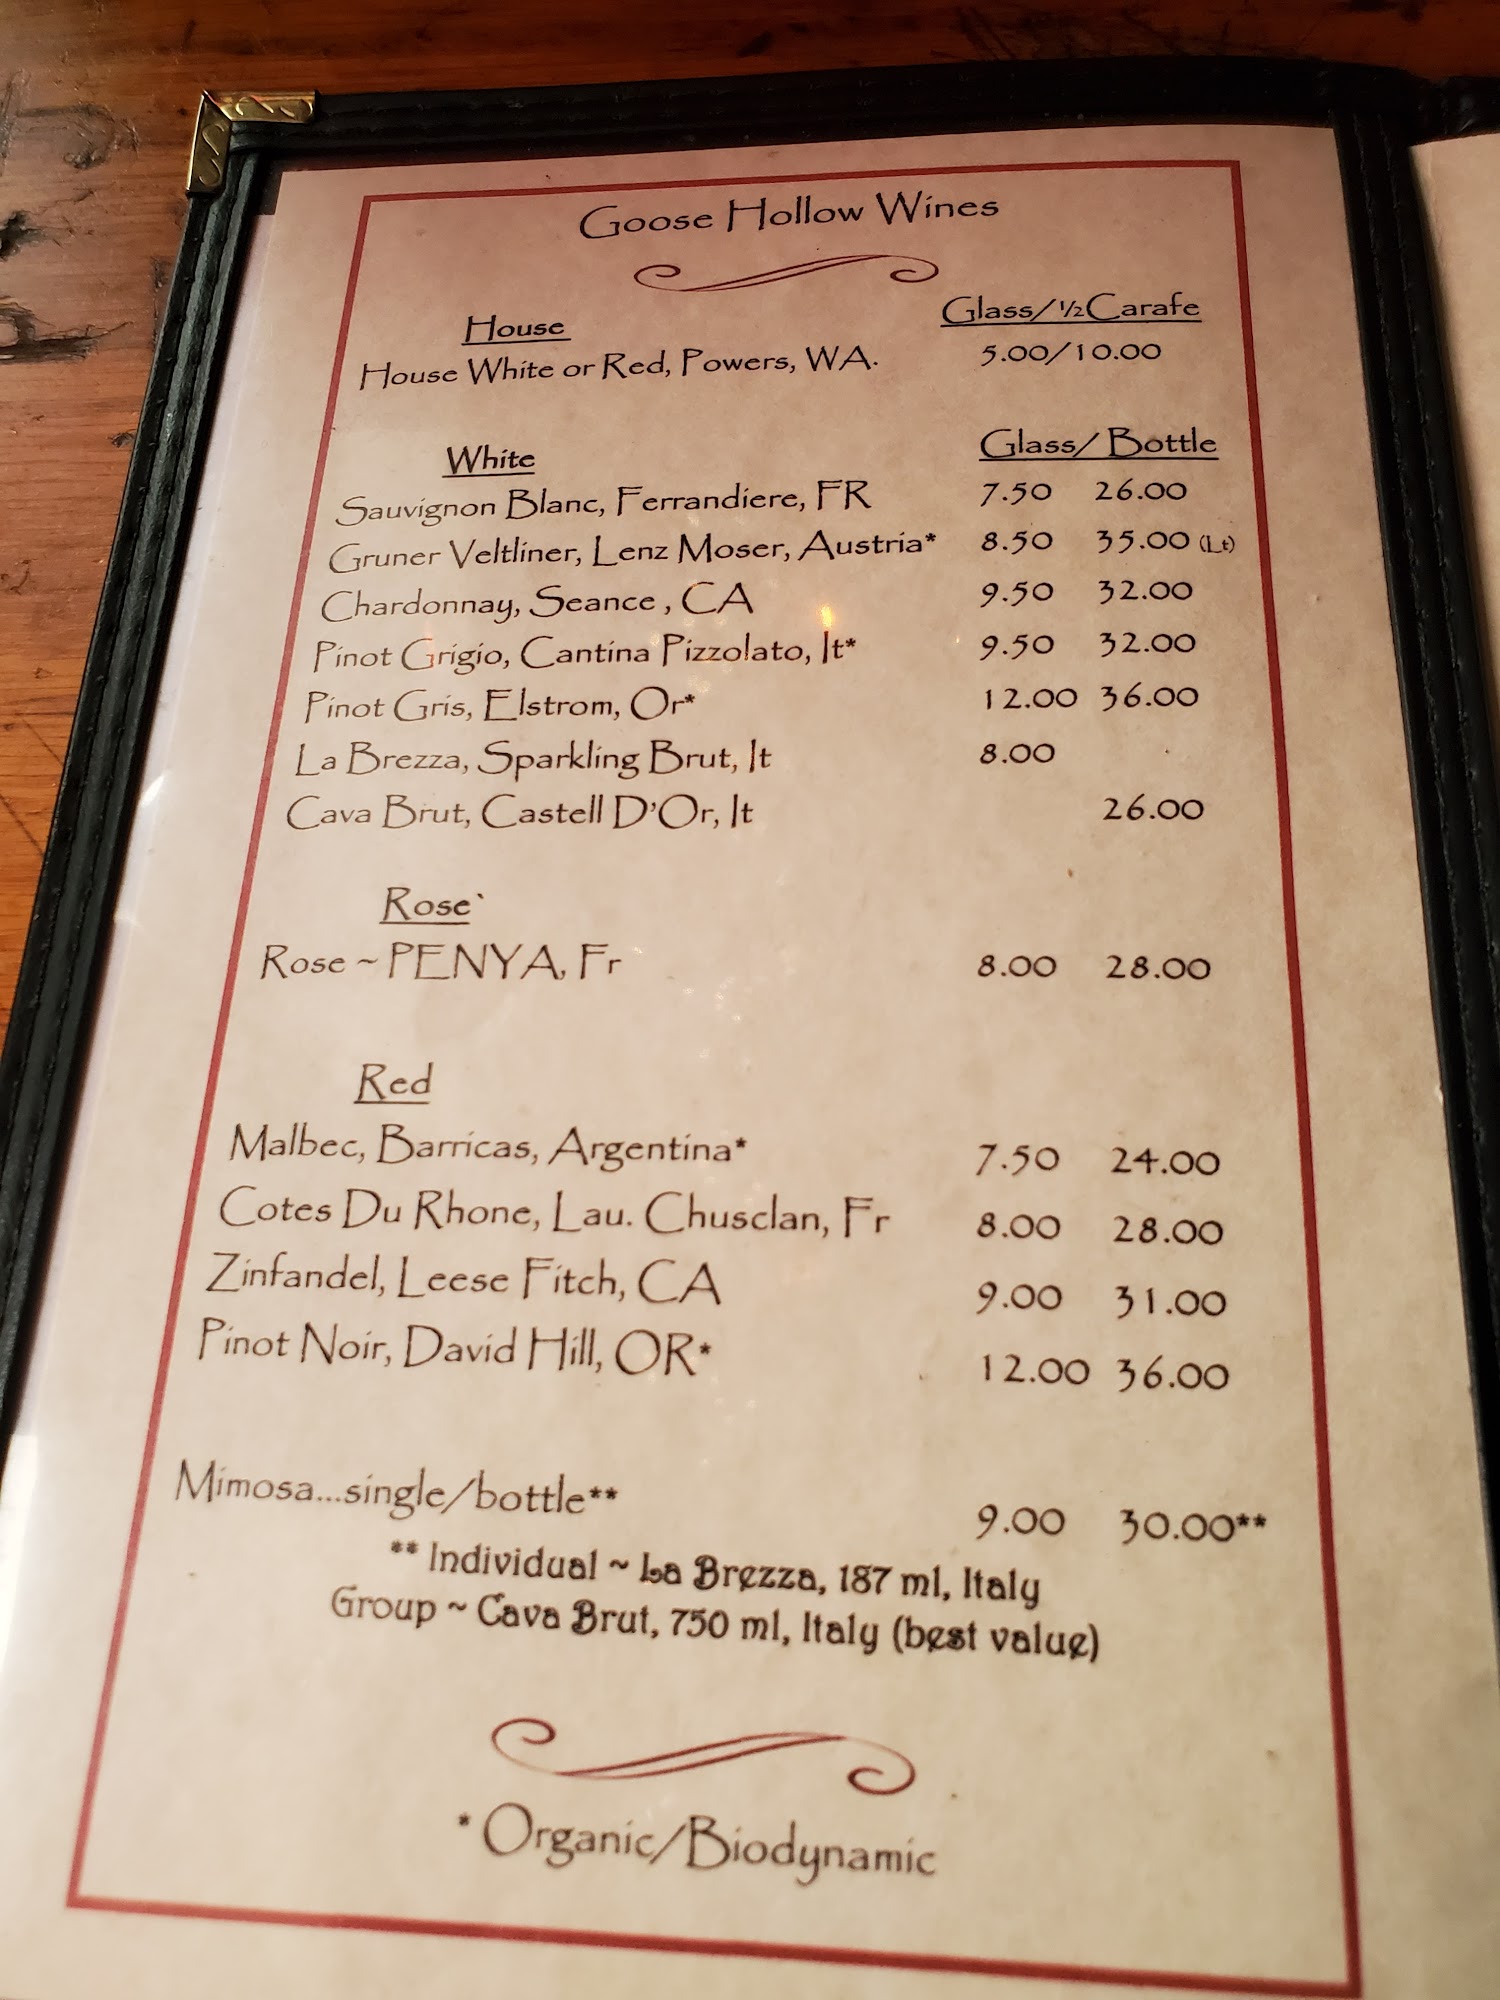 Goose Hollow Wines
House Glass/½Carafe
House White or Red, Powers, WA. 5.00/10.00
White Glass/ Bottle
Sauvignon Blanc, Ferrandiere, FR 7.50 26.00
Gruner Veltliner, Lenz Moser, Austria* 8.50 35.00 (Lt)
Chardonnay, Seance , CA 9.50 32.00
Pinot Grigio, Cantina Pizzolato, It* 9.50 32.00
Pinot Gris, Elstrom, Or* 12.00 36.00
La Brezza, Sparkling Brut, It 8.00
Cava Brut, Castell D'Or, It 26.00
Rose`
Rose ~ PENYA, Fr 8.00 28.00
Red
Malbec, Barricas, Argentina* 7.50 24.00
Cotes Du Rhone, Lau. Chusclan, Fr 8.00 28.00
Zinfandel, Leese Fitch, CA 9.00 31.00
Pinot Noir, David Hill, OR* 12.00 36.00
Mimosa...single/bottle** 9.00 30.00**
** Individual ~ La Brezza, 187 ml, Italy
Group ~ Cava Brut, 750 ml, Italy (best value)
* Organic/Biodynamic